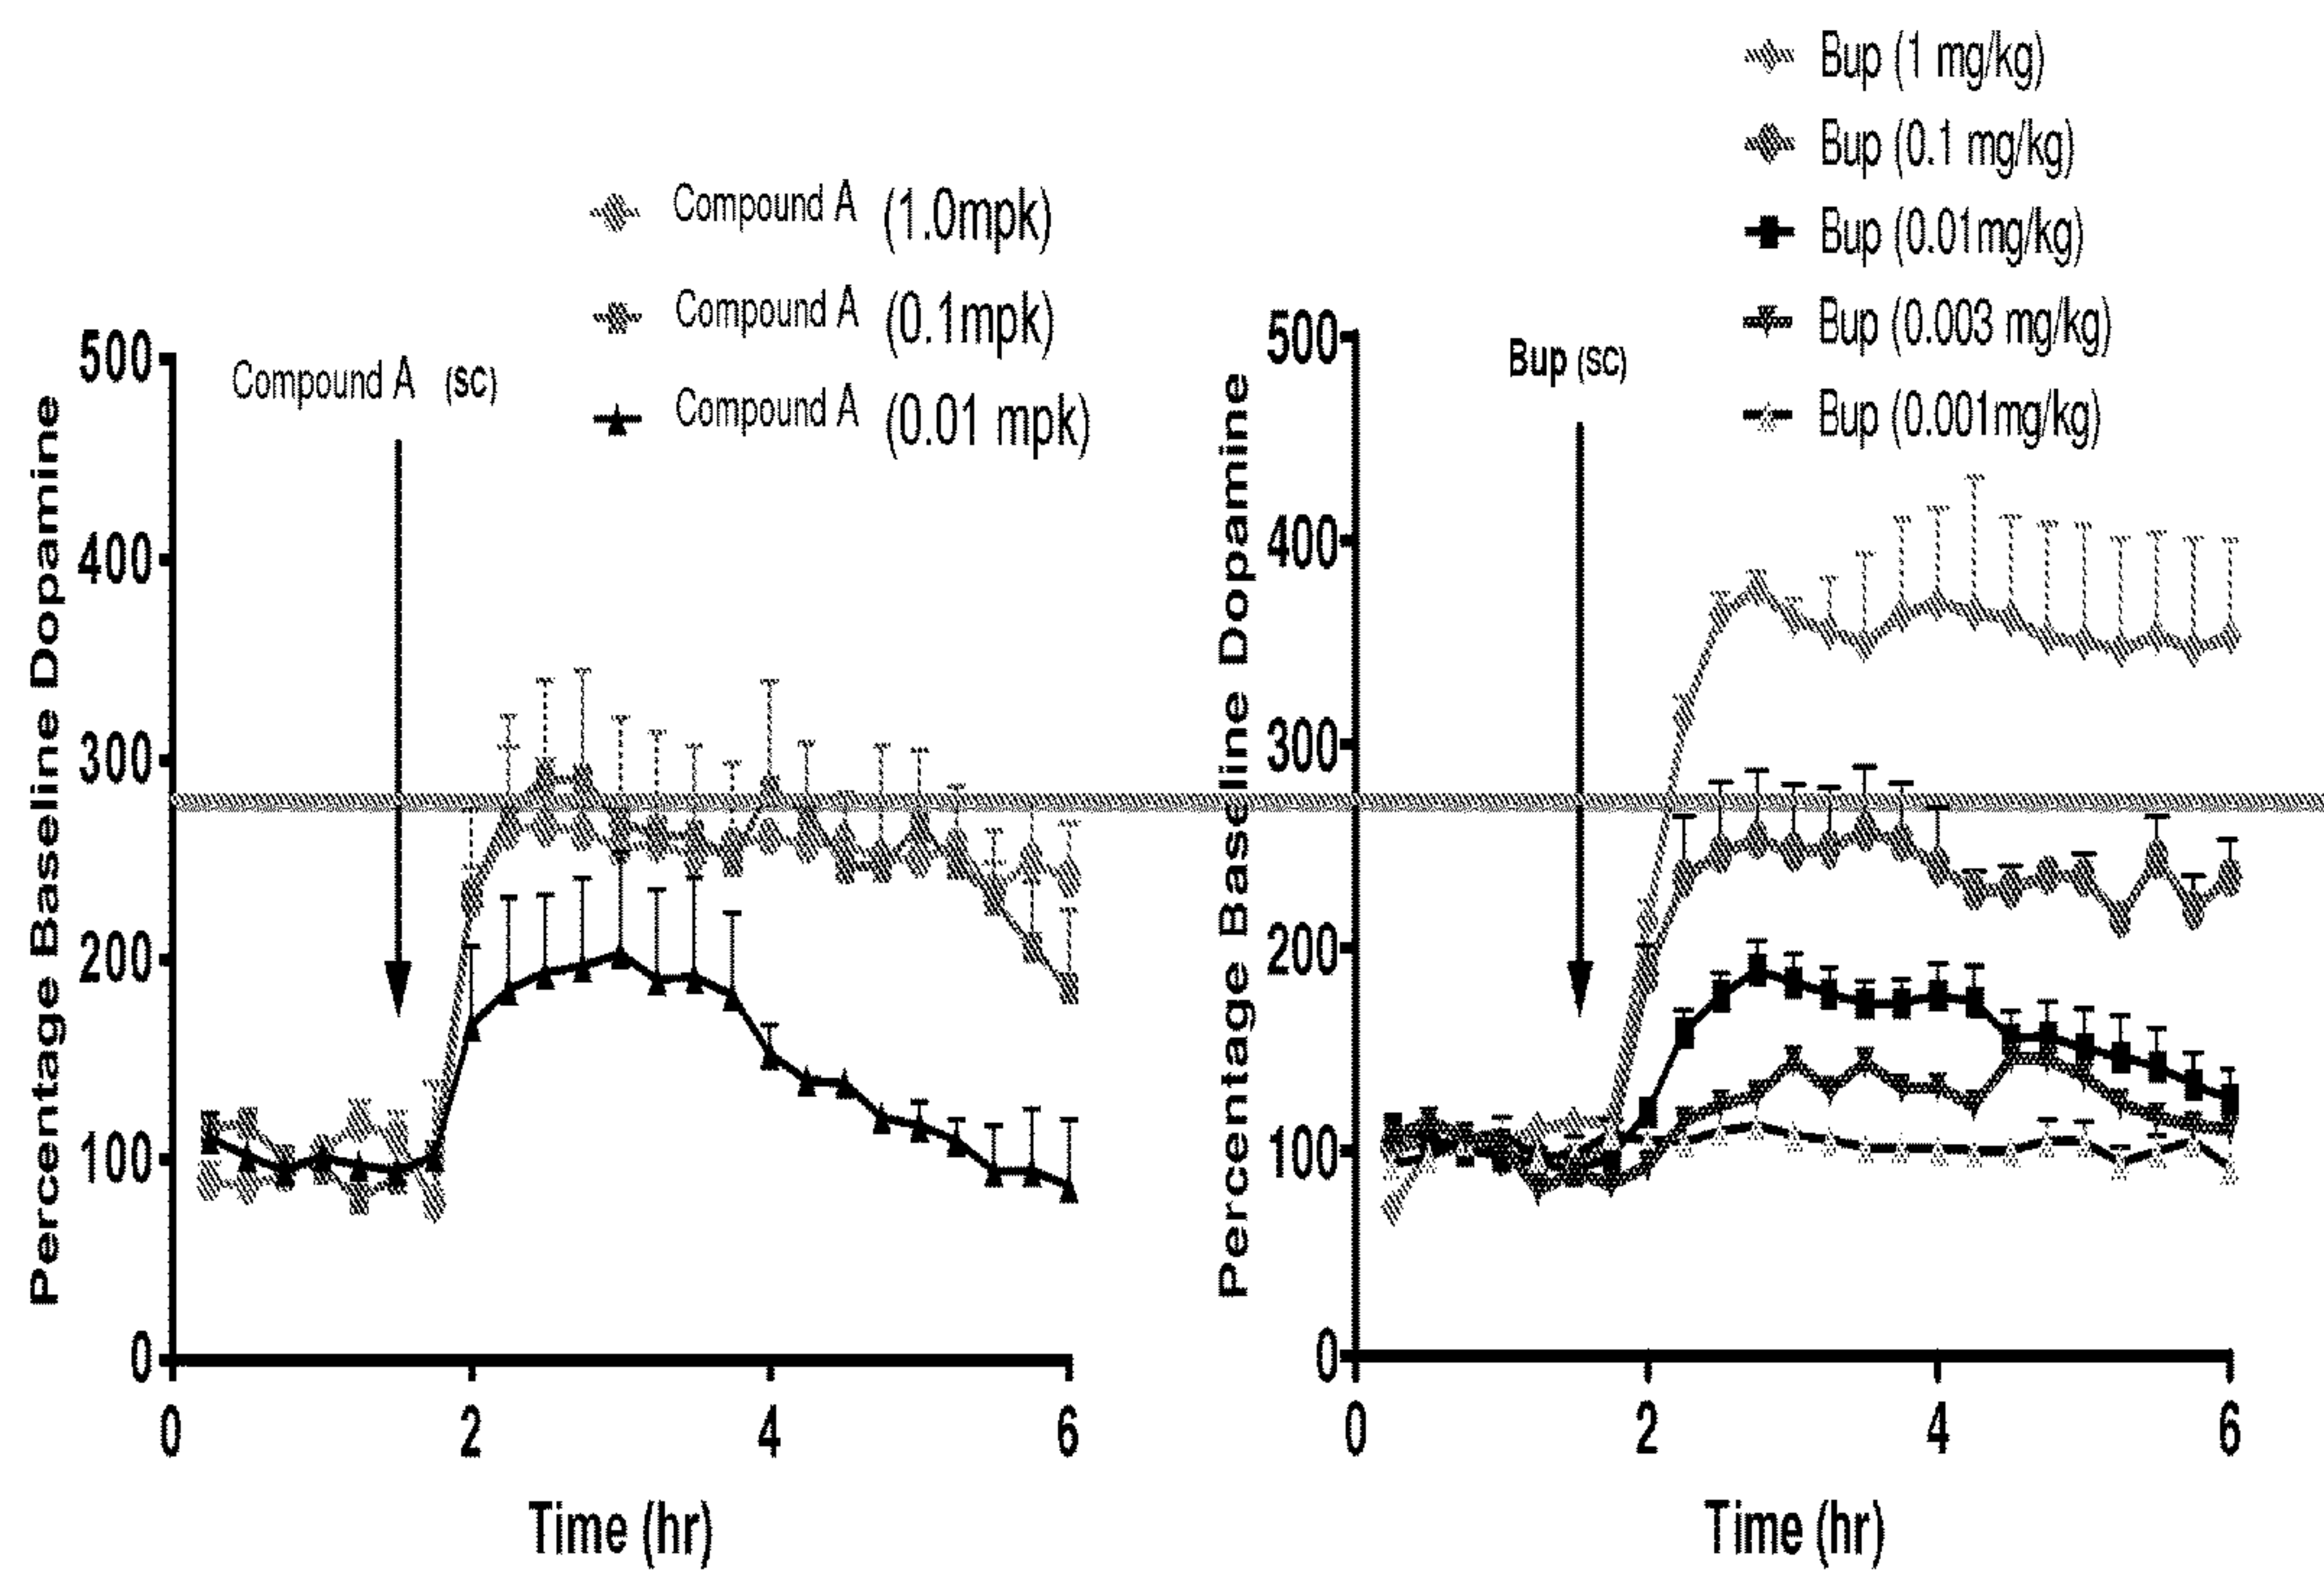 Compound A (1.0mpk)
Compound A (0.1mpk)
Compound A (0.01 mpk)
Compound A (sc)
Percentage Baseline Dopamine
500
400
300
200
100
0
0 2 4 6
Time (hr)
Bup (1 mg/kg)
Bup (0.1 mg/kg)
Bup (0.01mg/kg)
Bup (0.003 mg/kg)
Bup (0.001mg/kg)
Bup (sc)
Percentage Baseline Dopamine
500
400
300
200
100
0
0 2 4 6
Time (hr)